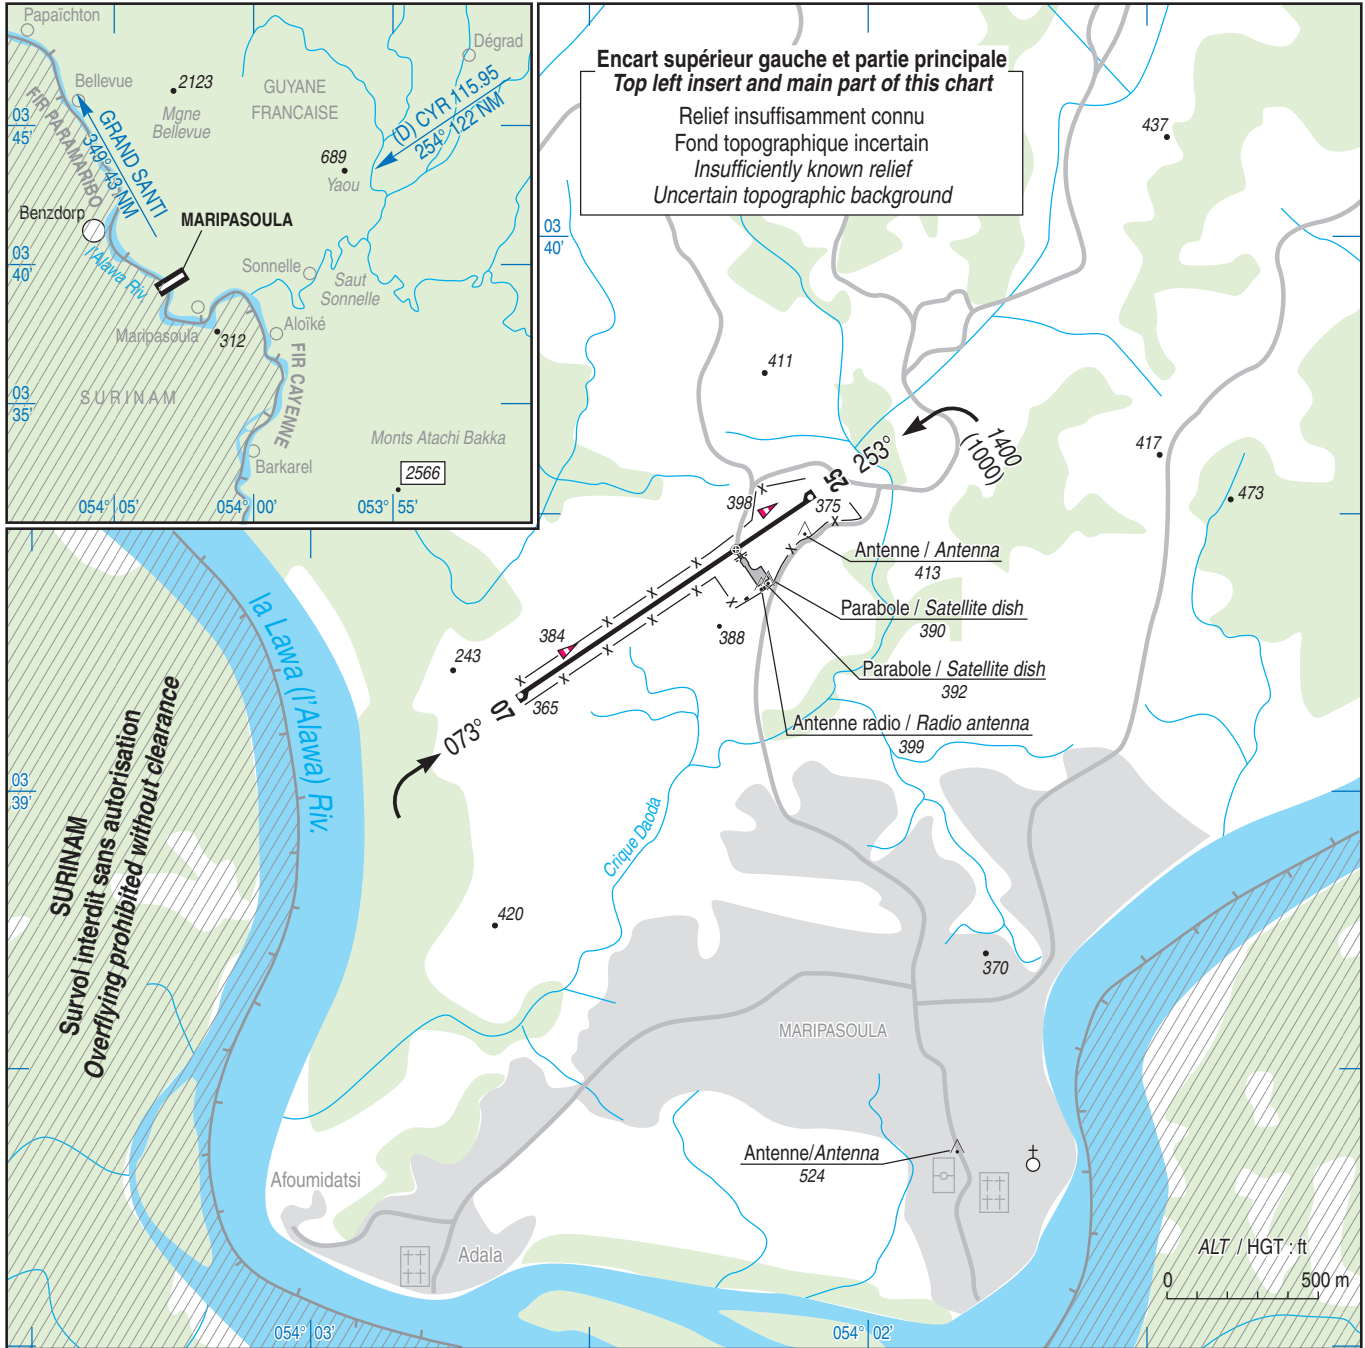 Papaïchton
Dégrad
Bellevue
2123
GUYANE
FRANCAISE
Mgne
Bellevue
(D) CYR 115.95
254° 122 NM
03
45'
FIR PARAMARIBO
GRAND SANTI
349° 43 NM
689
Yaou
Benzdorp
MARIPASOULA
l'Alawa Riv.
03
40'
Sonnelle
Saut
Sonnelle
Maripasoula
312
Aloïké
FIR CAYENNE
03
35'
SURINAM
Monts Atachi Bakka
Barkarel
2566
054° 05'
054° 00'
053° 55'
Encart supérieur gauche et partie principale
Top left insert and main part of this chart
Relief insuffisamment connu
Fond topographique incertain
Insufficiently known relief
Uncertain topographic background
437
03
40'
411
417
473
1400
(1000)
253°
25
398
375
Antenne / Antenna
413
Parabole / Satellite dish
390
Parabole / Satellite dish
392
Antenne radio / Radio antenna
399
388
384
243
365
07
073°
la Lawa (l'Alawa) Riv.
SURINAM
Survol interdit sans autorisation
Overflying prohibited without clearance
03
39'
Crique Daoda
420
370
MARIPASOULA
Antenne/Antenna
524
Afoumidatsi
Adala
ALT / HGT : ft
0
500 m
054° 03'
054° 02'